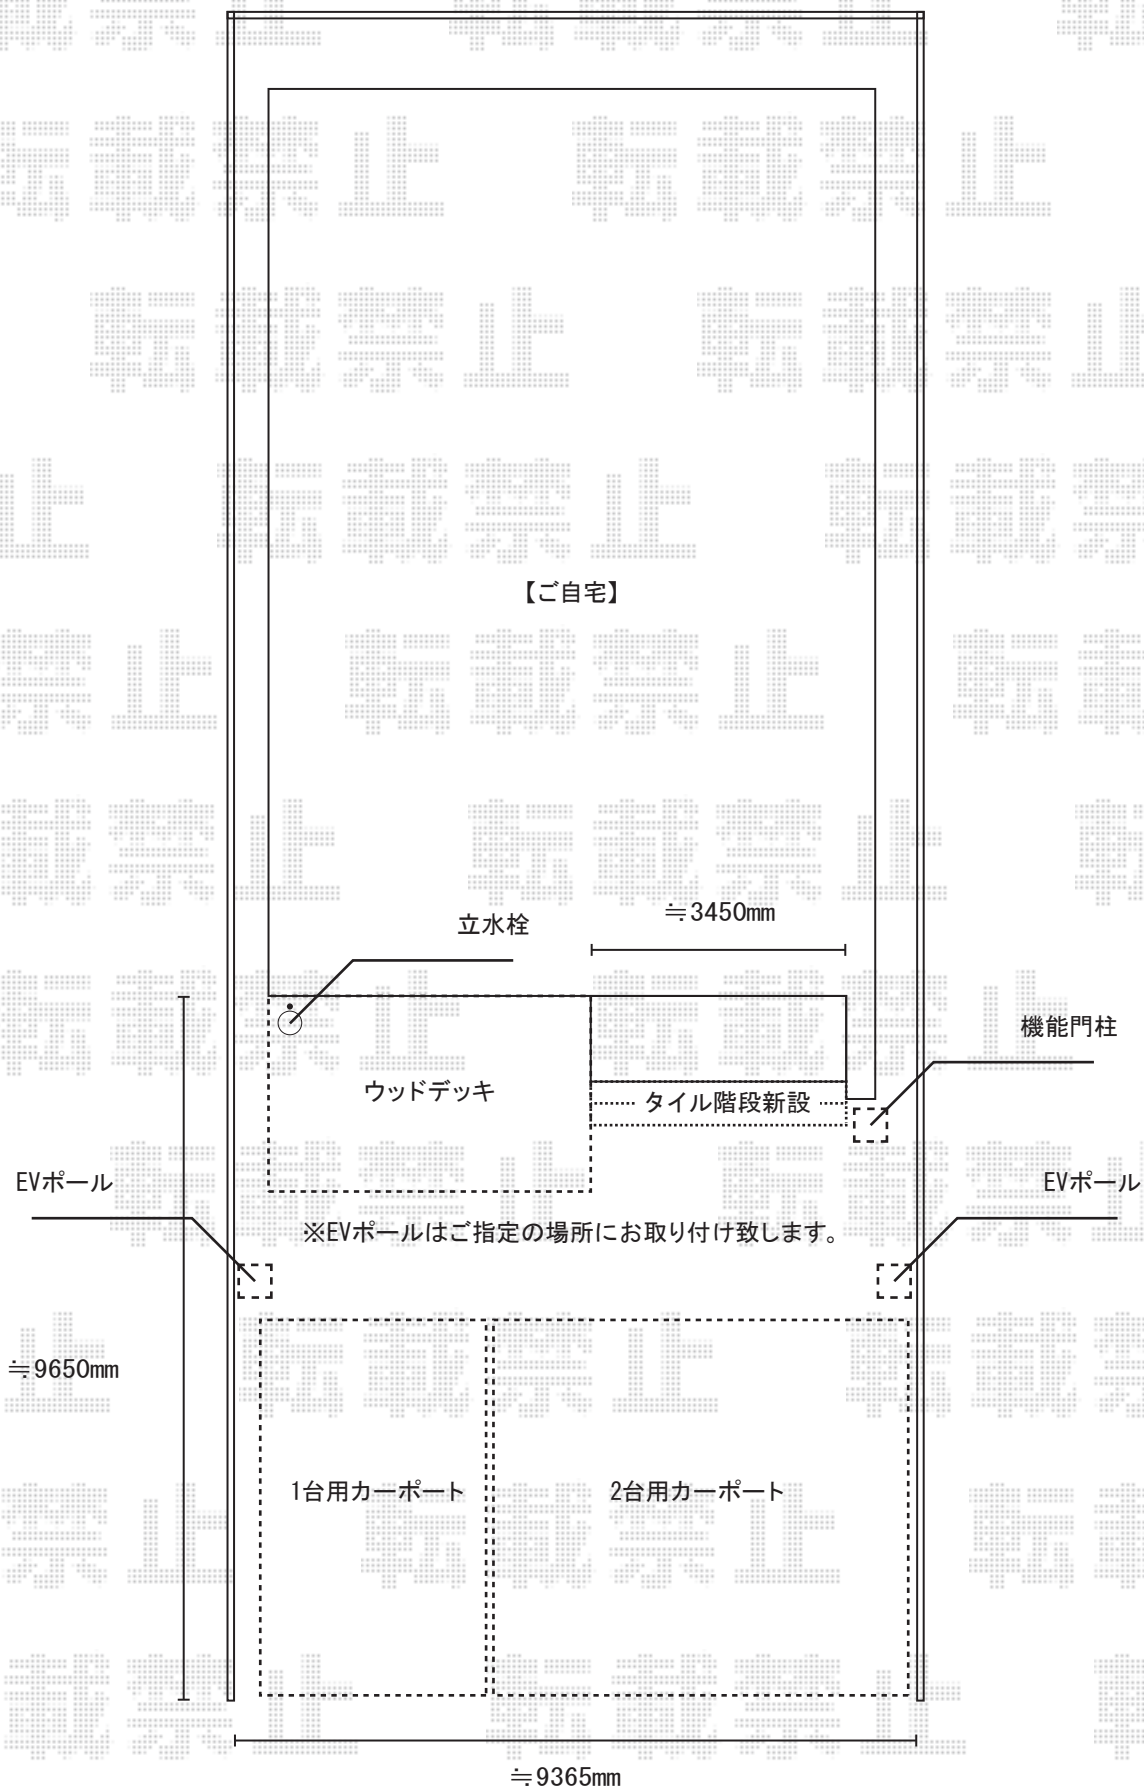 転載禁止
【ご自宅】
立水栓
≒3450mm
機能門柱
ウッドデッキ
タイル階段新設
EVポール
EVポール
※EVポールはご指定の場所にお取り付け致します。
≒9650mm
1台用カーポート
2台用カーポート
≒9365mm